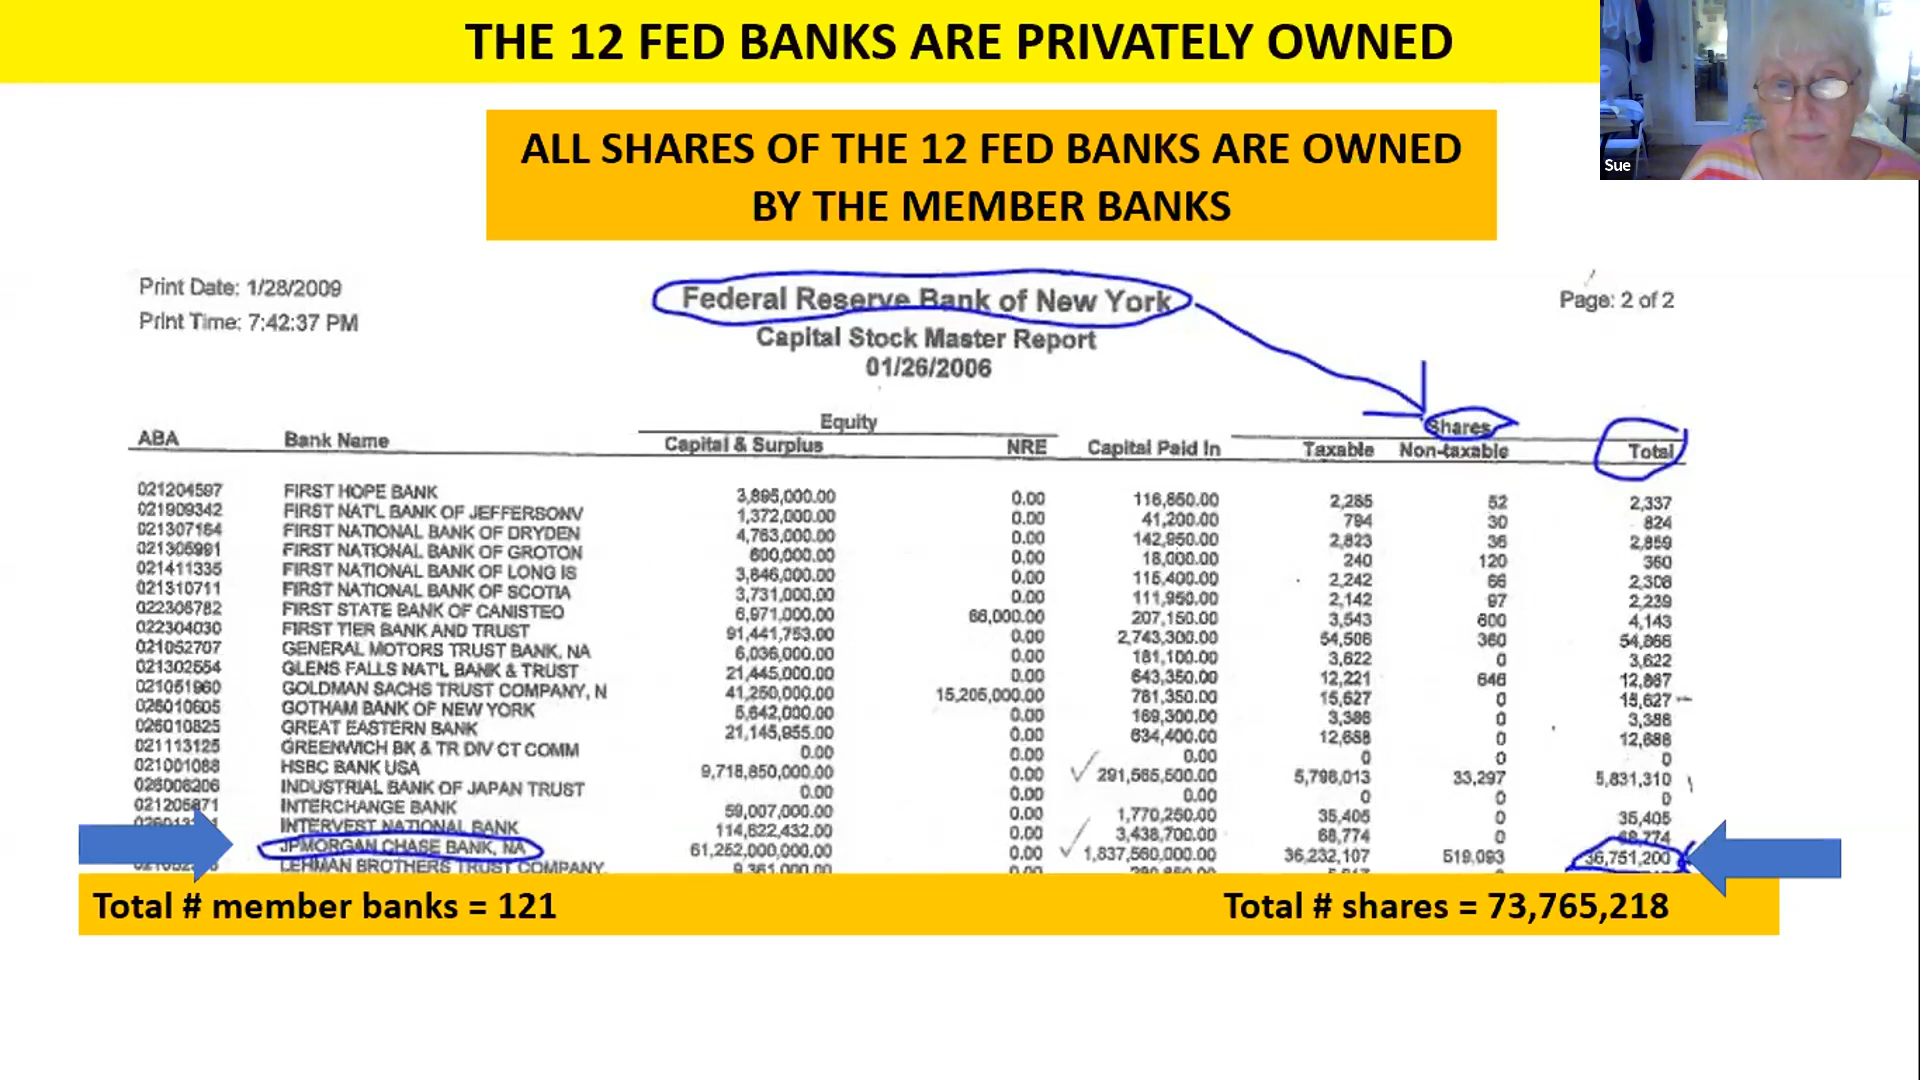 THE 12 FED BANKS ARE PRIVATELY OWNED
Sue
ALL SHARES OF THE 12 FED BANKS ARE OWNED
BY THE MEMBER BANKS
Print Date: 1/28/2009
Print Time: 7:42:37 PM
Federal Reserve Bank of New York
Capital Stock Master Report
01/26/2006
Page: 2 of 2
Equity Shares
ABA Bank Name Capital & Surplus NRE Capital Paid In Taxable Non-taxable Total
021204597 FIRST HOPE BANK 3,895,000.00 0.00 116,850.00 2,285 52 2,337
021909342 FIRST NAT'L BANK OF JEFFERSONV 1,372,000.00 0.00 41,200.00 794 30 824
021307164 FIRST NATIONAL BANK OF DRYDEN 4,763,000.00 0.00 142,950.00 2,823 36 2,859
021305991 FIRST NATIONAL BANK OF GROTON 600,000.00 0.00 18,000.00 240 120 360
021411335 FIRST NATIONAL BANK OF LONG IS 3,846,000.00 0.00 115,400.00 2,242 66 2,308
021310711 FIRST NATIONAL BANK OF SCOTIA 3,731,000.00 0.00 111,950.00 2,142 97 2,239
022306782 FIRST STATE BANK OF CANISTEO 6,971,000.00 66,000.00 207,150.00 3,543 600 4,143
022304030 FIRST TIER BANK AND TRUST 91,441,753.00 0.00 2,743,300.00 54,506 360 54,866
021052707 GENERAL MOTORS TRUST BANK, NA 6,036,000.00 0.00 181,100.00 3,622 0 3,622
021302554 GLENS FALLS NAT'L BANK & TRUST 21,445,000.00 0.00 643,350.00 12,221 646 12,867
021051960 GOLDMAN SACHS TRUST COMPANY, N 41,250,000.00 15,205,000.00 781,350.00 15,627 0 15,627
026010605 GOTHAM BANK OF NEW YORK 5,642,000.00 0.00 169,300.00 3,386 0 3,386
026010825 GREAT EASTERN BANK 21,145,955.00 0.00 634,400.00 12,688 0 12,688
021113125 GREENWICH BK & TR DIV CT COMM 0.00 0.00 0.00 0 0 0
021001088 HSBC BANK USA 9,718,850,000.00 0.00 291,565,500.00 5,798,013 33,297 5,831,310
026006206 INDUSTRIAL BANK OF JAPAN TRUST 0.00 0.00 0.00 0 0 0
021205871 INTERCHANGE BANK 59,007,000.00 0.00 1,770,250.00 35,405 0 35,405
INTERVEST NATIONAL BANK 114,622,432.00 0.00 3,438,700.00 68,774 0 68,774
JPMORGAN CHASE BANK, NA 61,252,000,000.00 0.00 1,837,560,000.00 36,232,107 519,093 36,751,200
LEHMAN BROTHERS TRUST COMPANY, 9,361,000.00 0.00
Total # member banks = 121 Total # shares = 73,765,218